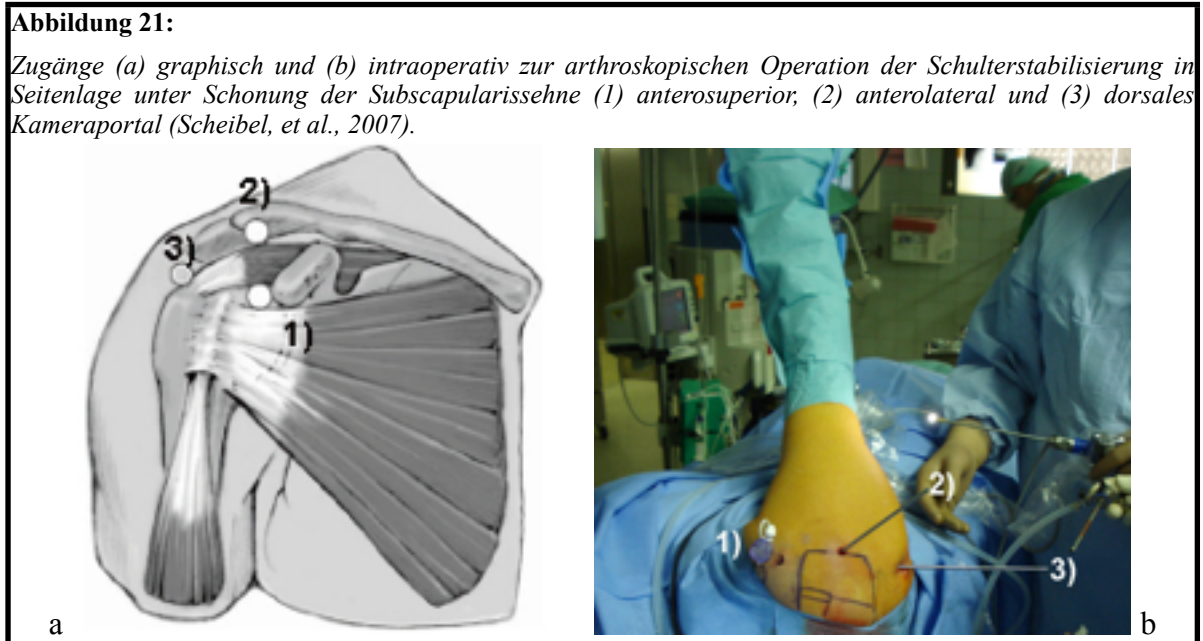 Abbildung 21:
Zugänge (a) graphisch und (b) intraoperativ zur arthroskopischen Operation der Schulterstabilisierung in
Seitenlage unter Schonung der Subscapularissehne (1) anterosuperior, (2) anterolateral und (3) dorsales
Kameraportal (Scheibel, et al., 2007).
2)
3)
1)
a
2)
1)
3)
b